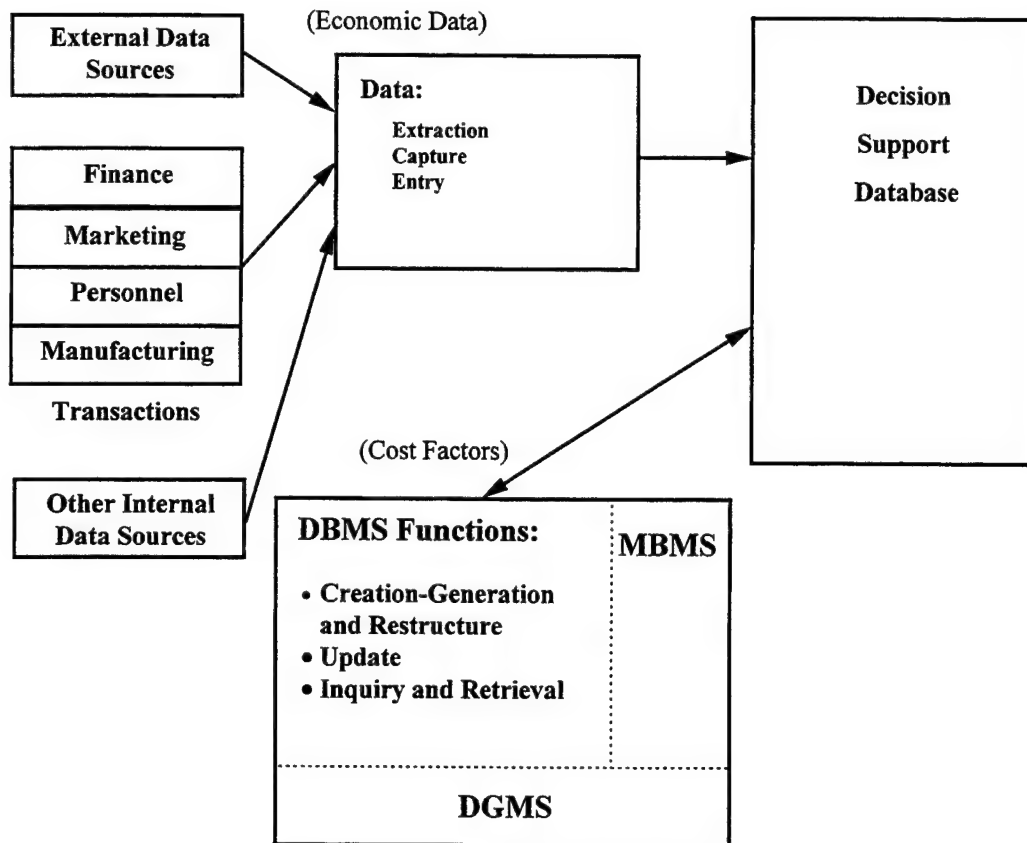 (Economic Data)
External Data
Sources
Data:
Extraction
Capture
Entry
Decision
Support
Database
Finance
Marketing
Personnel
Manufacturing
Transactions
(Cost Factors)
Other Internal
Data Sources
DBMS Functions:
MBMS
• Creation-Generation
and Restructure
• Update
• Inquiry and Retrieval
DGMS